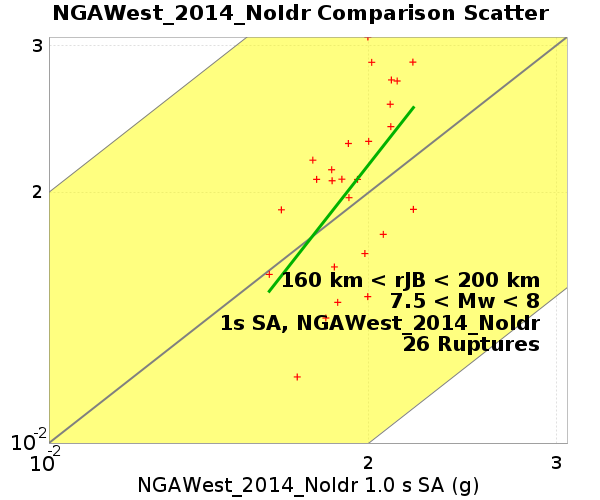 NGAWest_2014_NoIdr Comparison Scatter
3
2
10-2
10-2
2
3
160 km < rJB < 200 km
7.5 < Mw < 8
1s SA, NGAWest_2014_NoIdr
26 Ruptures
NGAWest_2014_NoIdr 1.0 s SA (g)